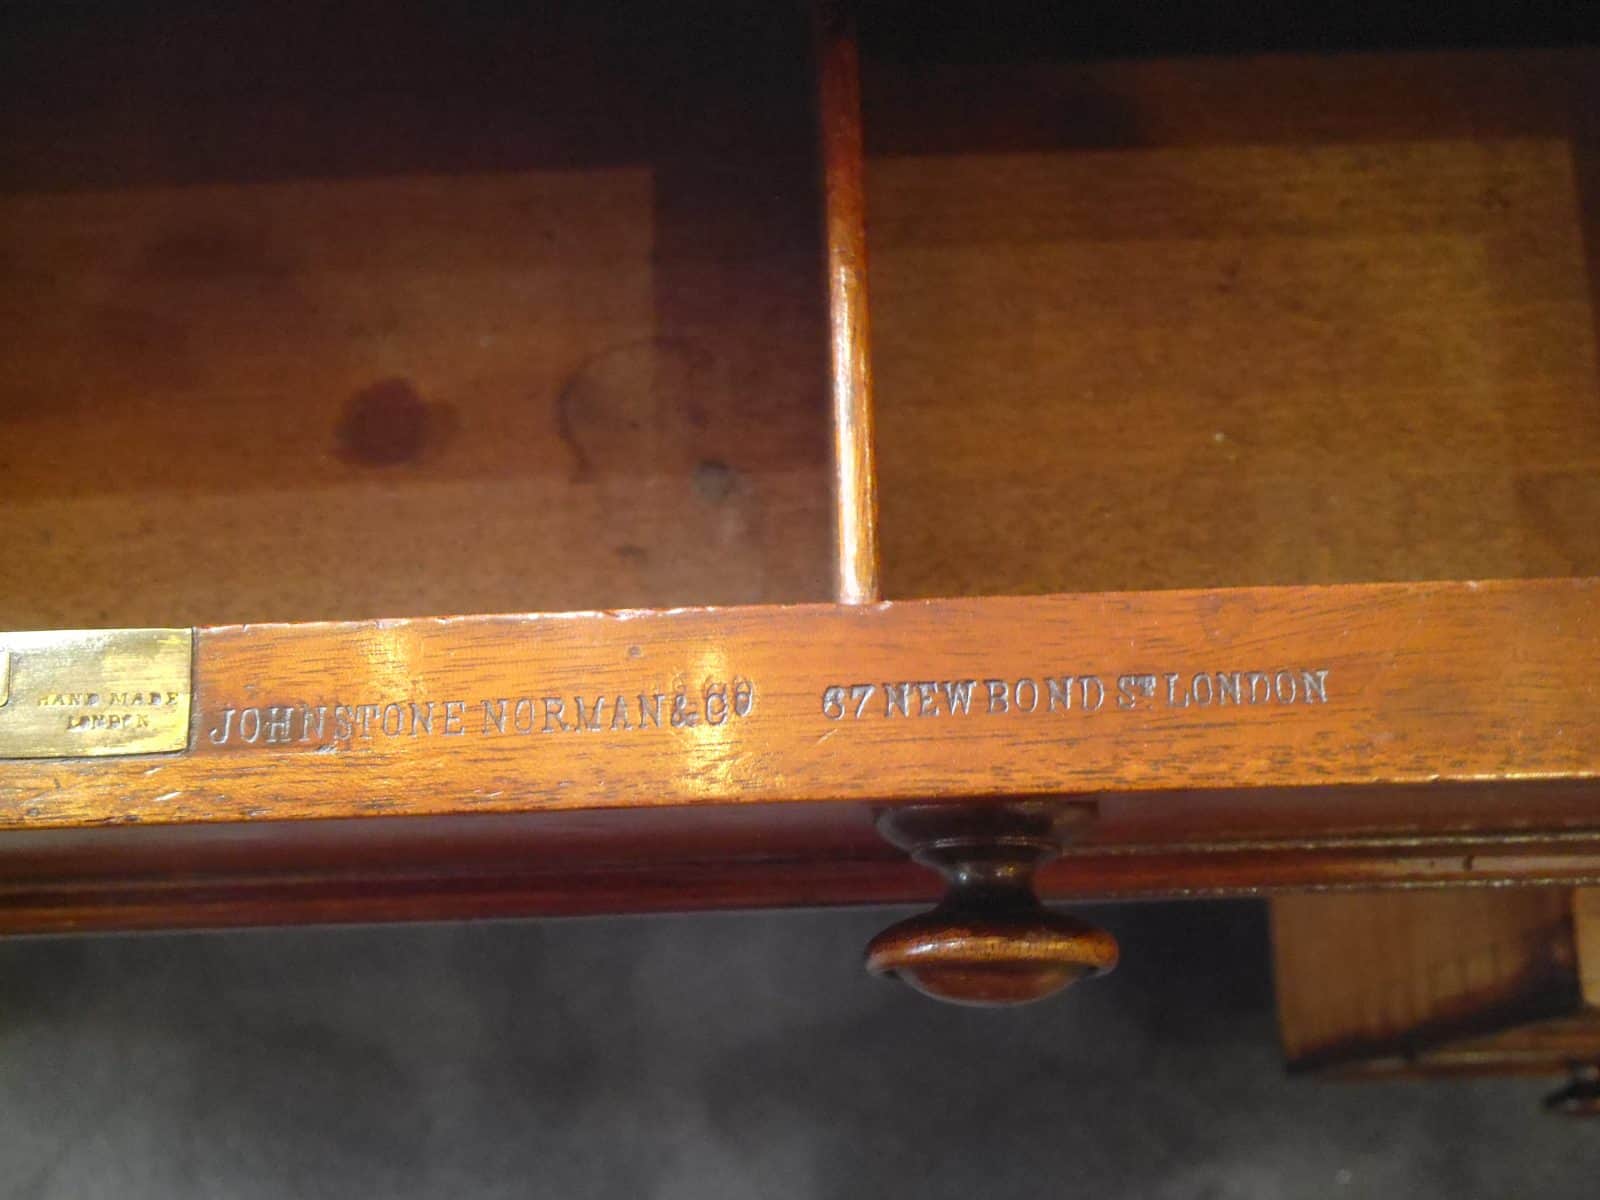 HAND MADE
LONDON
JOHNSTONE NORMAN & Cº 67 NEW BOND Sᵀ LONDON